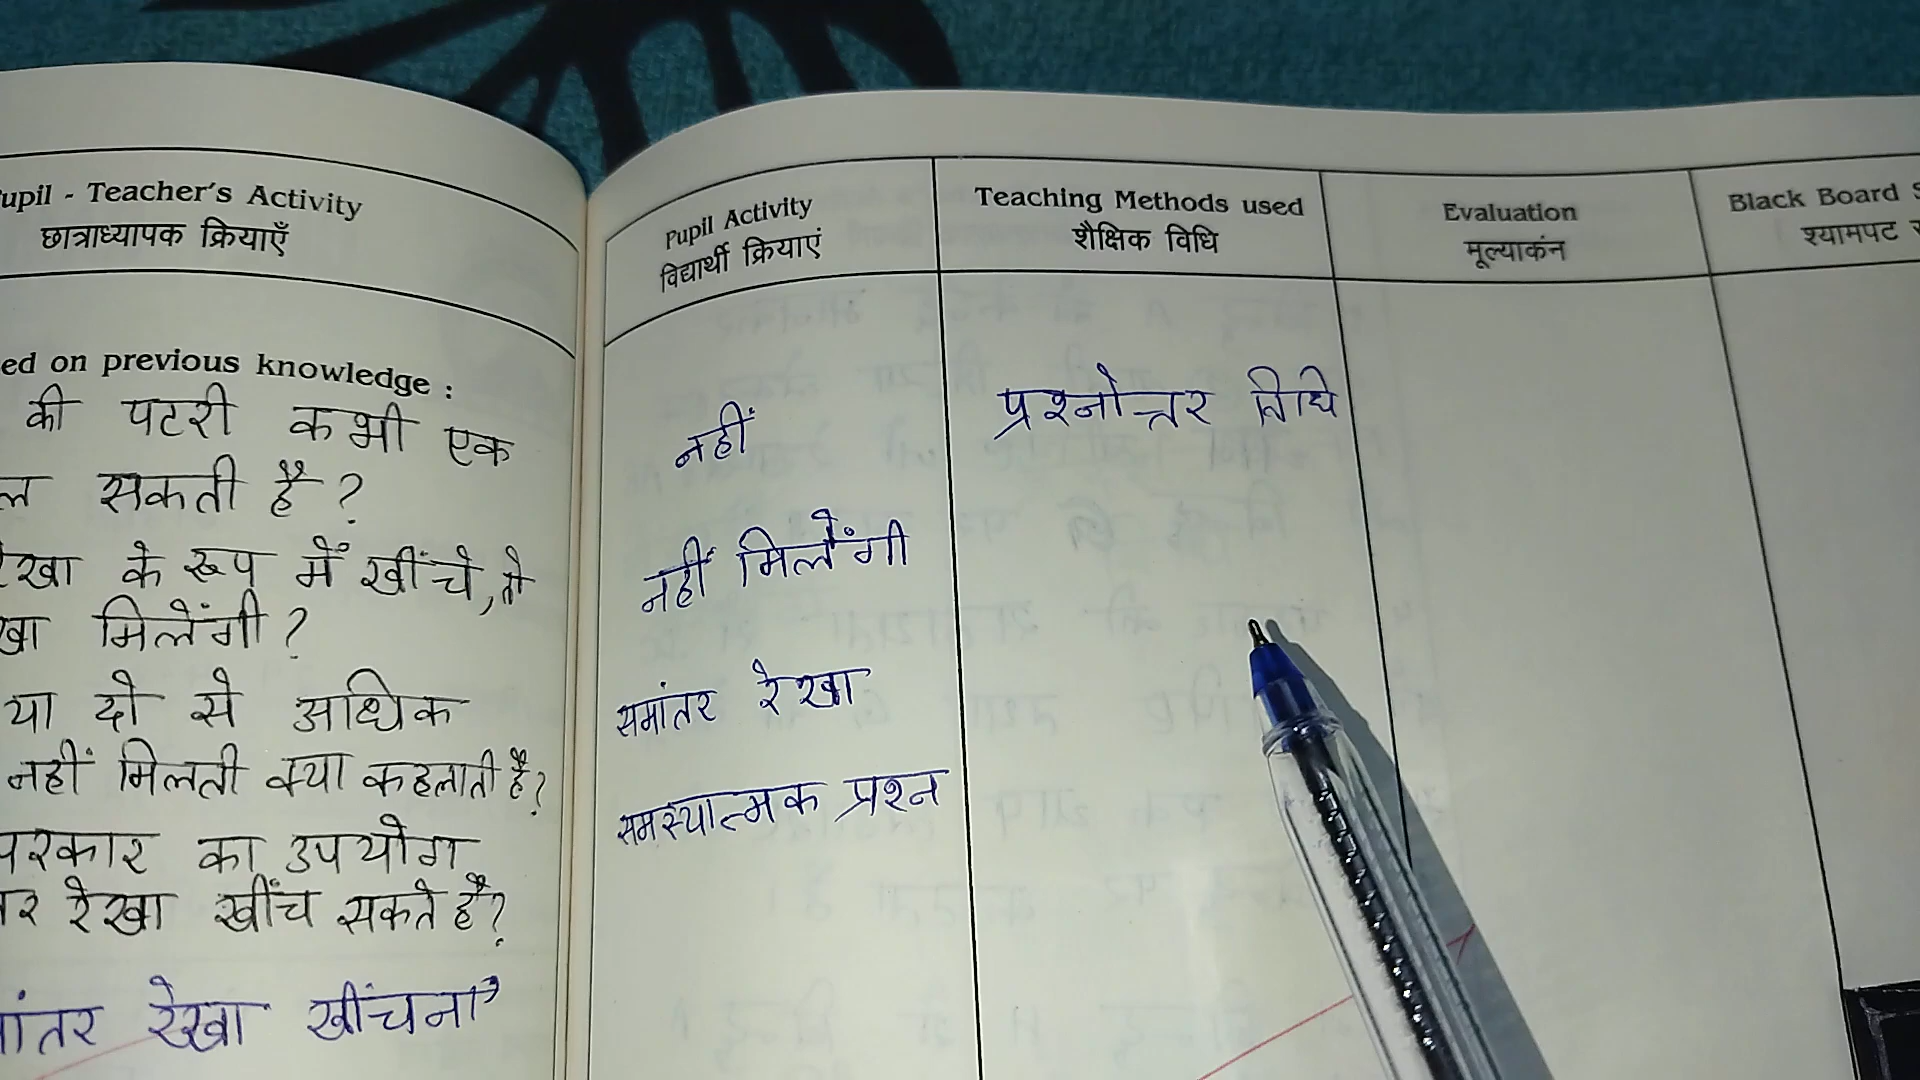 upil - Teacher's Activity
छात्राध्यापक क्रियाएँ
ed on previous knowledge :
की पटरी कभी एक
ल सकती है ?
रेखा के रूप में खींचे, तो
खा मिलेंगी ?
या दो से अधिक
नहीं मिलती क्या कहलाती है ?
परकार का उपयोग
तर रेखा खींच सकते है ?
ांतर रेखा खींचना’
Pupil Activity
विद्यार्थी क्रियाएं
नहीं
नहीं मिलेंगी
समांतर रेखा
समस्यात्मक प्रश्न
Teaching Methods used
शैक्षिक विधि
प्रश्नोत्तर विधि
Evaluation
मूल्याकंन
Black Board S
श्यामपट